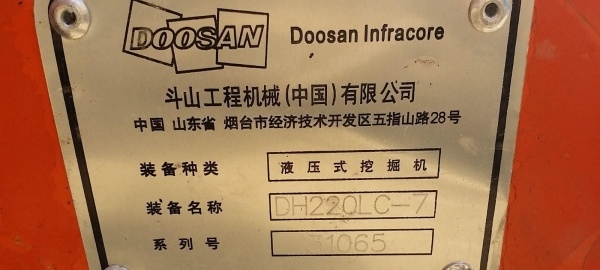 DOOSAN Doosan Infracore
斗山工程机械(中国)有限公司
中国 山东省 烟台市经济技术开发区五指山路28号
装备种类 液压式挖掘机
装备名称 DH220LC-7
系列号 31065